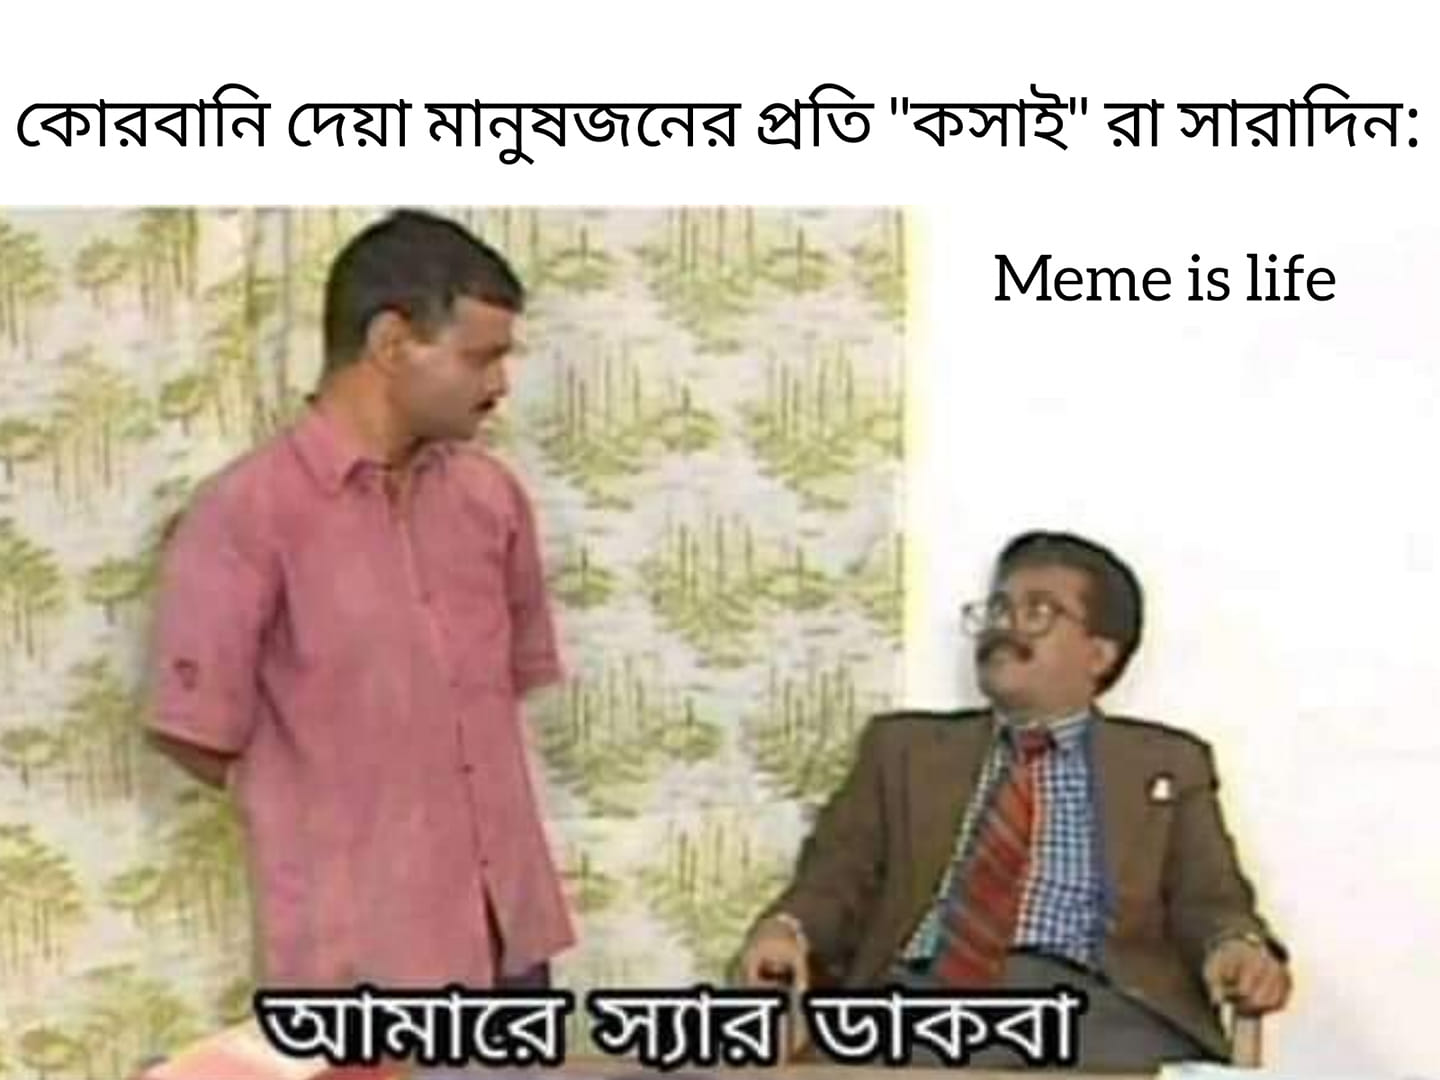 কোরবানি দেয়া মানুষজনের প্রতি "কসাই" রা সারাদিন:
Meme is life
আমারে স্যার ডাকবা